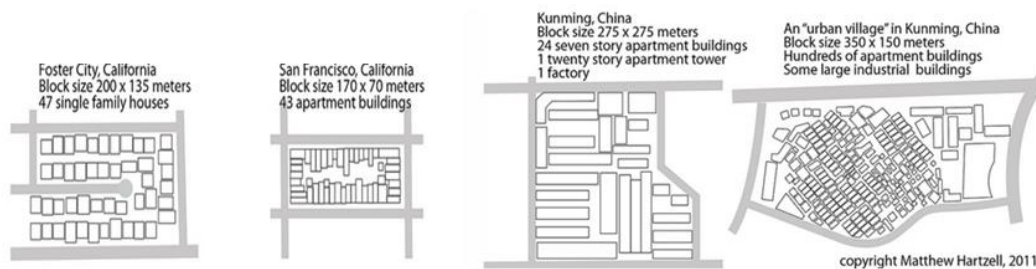 Foster City, California
Block size 200 x 135 meters
47 single family houses
San Francisco, California
Block size 170 x 70 meters
43 apartment buildings
Kunming, China
Block size 275 x 275 meters
24 seven story apartment buildings
1 twenty story apartment tower
1 factory
An “urban village” in Kunming, China
Block size 350 x 150 meters
Hundreds of apartment buildings
Some large industrial buildings
copyright Matthew Hartzell, 2011